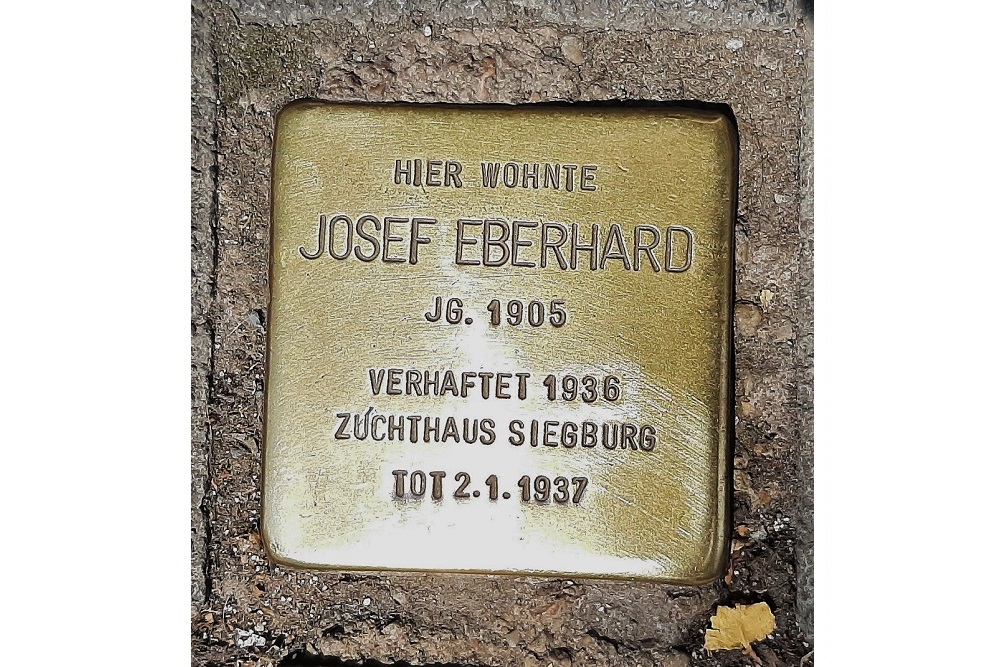 HIER WOHNTE
JOSEF EBERHARD
JG. 1905
VERHAFTET 1936
ZUCHTHAUS SIEGBURG
TOT 2.1.1937